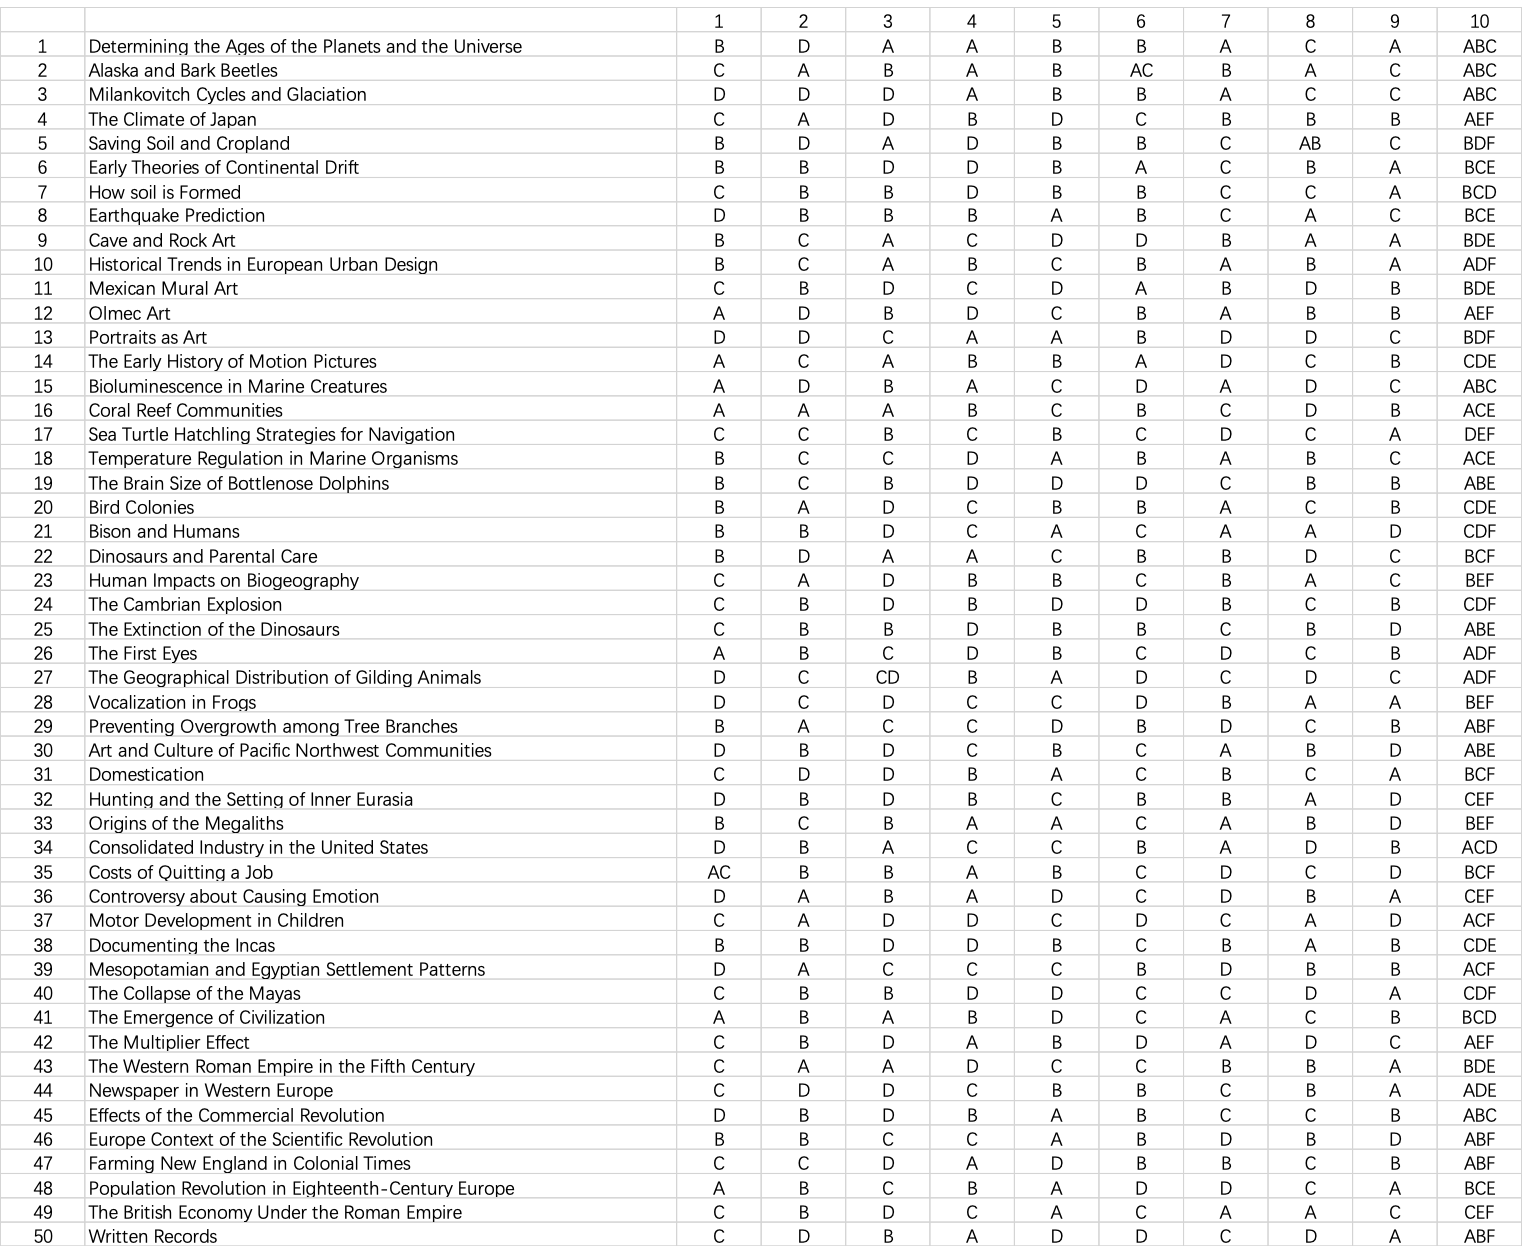 1 2 3 4 5 6 7 8 9 10
1 Determining the Ages of the Planets and the Universe B D A A B B A C A ABC
2 Alaska and Bark Beetles C A B A B AC B A C ABC
3 Milankovitch Cycles and Glaciation D D D A B B A C C ABC
4 The Climate of Japan C A D B D C B B B AEF
5 Saving Soil and Cropland B D A D B B C AB C BDF
6 Early Theories of Continental Drift B B D D B A C B A BCE
7 How soil is Formed C B B D B B C C A BCD
8 Earthquake Prediction D B B B A B C A C BCE
9 Cave and Rock Art B C A C D D B A A BDE
10 Historical Trends in European Urban Design B C A B C B A B A ADF
11 Mexican Mural Art C B D C D A B D B BDE
12 Olmec Art A D B D C B A B B AEF
13 Portraits as Art D D C A A B D D C BDF
14 The Early History of Motion Pictures A C A B B A D C B CDE
15 Bioluminescence in Marine Creatures A D B A C D A D C ABC
16 Coral Reef Communities A A A B C B C D B ACE
17 Sea Turtle Hatchling Strategies for Navigation C C B C B C D C A DEF
18 Temperature Regulation in Marine Organisms B C C D A B A B C ACE
19 The Brain Size of Bottlenose Dolphins B C B D D D C B B ABE
20 Bird Colonies B A D C B B A C B CDE
21 Bison and Humans B B D C A C A A D CDF
22 Dinosaurs and Parental Care B D A A C B B D C BCF
23 Human Impacts on Biogeography C A D B B C B A C BEF
24 The Cambrian Explosion C B D B D D B C B CDF
25 The Extinction of the Dinosaurs C B B D B B C B D ABE
26 The First Eyes A B C D B C D C B ADF
27 The Geographical Distribution of Gilding Animals D C CD B A D C D C ADF
28 Vocalization in Frogs D C D C C D B A A BEF
29 Preventing Overgrowth among Tree Branches B A C C D B D C B ABF
30 Art and Culture of Pacific Northwest Communities D B D C B C A B D ABE
31 Domestication C D D B A C B C A BCF
32 Hunting and the Setting of Inner Eurasia D B D B C B B A D CEF
33 Origins of the Megaliths B C B A A C A B D BEF
34 Consolidated Industry in the United States D B A C C B A D B ACD
35 Costs of Quitting a Job AC B B A B C D C D BCF
36 Controversy about Causing Emotion D A B A D C D B A CEF
37 Motor Development in Children C A D D C D C A D ACF
38 Documenting the Incas B B D D B C B A B CDE
39 Mesopotamian and Egyptian Settlement Patterns D A C C C B D B B ACF
40 The Collapse of the Mayas C B B D D C C D A CDF
41 The Emergence of Civilization A B A B D C A C B BCD
42 The Multiplier Effect C B D A B D A D C AEF
43 The Western Roman Empire in the Fifth Century C A A D C C B B A BDE
44 Newspaper in Western Europe C D D C B B C B A ADE
45 Effects of the Commercial Revolution D B D B A B C C B ABC
46 Europe Context of the Scientific Revolution B B C C A B D B D ABF
47 Farming New England in Colonial Times C C D A D B B C B ABF
48 Population Revolution in Eighteenth-Century Europe A B C B A D D C A BCE
49 The British Economy Under the Roman Empire C B D C A C A A C CEF
50 Written Records C D B A D D C D A ABF